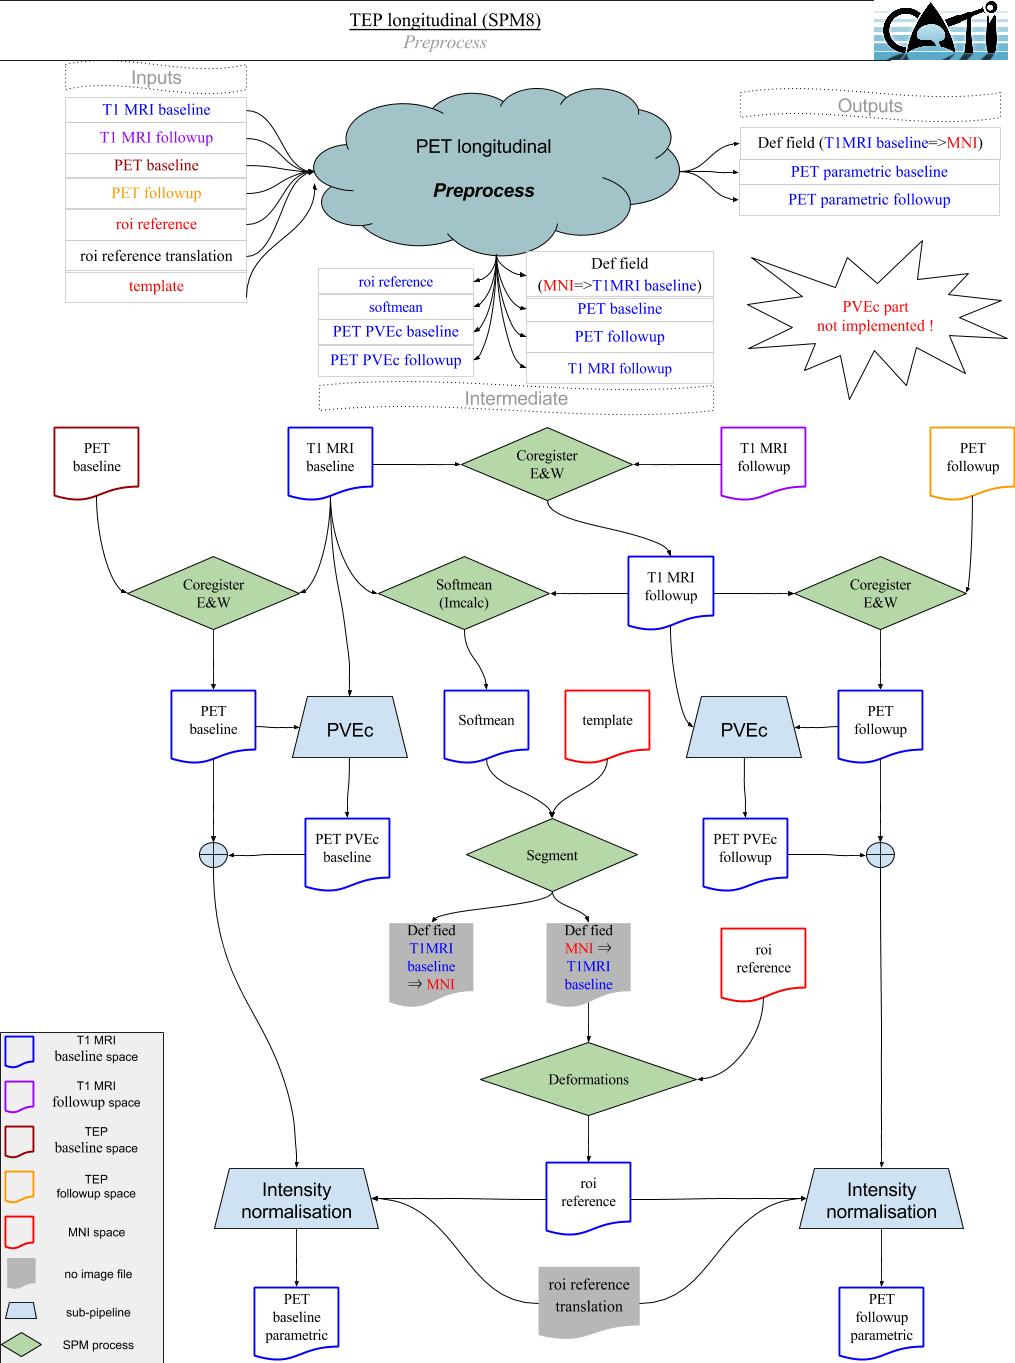 TEP longitudinal (SPM8)
Preprocess
CATI
Inputs
T1 MRI baseline
T1 MRI followup
PET baseline
PET followup
roi reference
roi reference translation
template
PET longitudinal
Preprocess
Outputs
Def field (T1MRI baseline=>MNI)
PET parametric baseline
PET parametric followup
roi reference
softmean
PET PVEc baseline
PET PVEc followup
Def field
(MNI=>T1MRI baseline)
PET baseline
PET followup
T1 MRI followup
Intermediate
PVEc part
not implemented !
PET
baseline
T1 MRI
baseline
Coregister
E&W
T1 MRI
followup
PET
followup
Coregister
E&W
Softmean
(Imcalc)
T1 MRI
followup
Coregister
E&W
PET
baseline
PVEc
Softmean
template
PVEc
PET
followup
PET PVEc
baseline
Segment
PET PVEc
followup
Def fied
T1MRI
baseline
⇒ MNI
Def fied
MNI ⇒
T1MRI
baseline
roi
reference
Deformations
Intensity
normalisation
roi
reference
Intensity
normalisation
roi reference
translation
PET
baseline
parametric
PET
followup
parametric
T1 MRI
baseline space
T1 MRI
followup space
TEP
baseline space
TEP
followup space
MNI space
no image file
sub-pipeline
SPM process